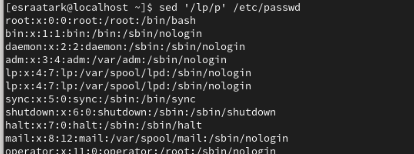 [esraatark@localhost ~]$ sed '/lp/p' /etc/passwd
root:x:0:0:root:/root:/bin/bash
bin:x:1:1:bin:/bin:/sbin/nologin
daemon:x:2:2:daemon:/sbin:/sbin/nologin
adm:x:3:4:adm:/var/adm:/sbin/nologin
lp:x:4:7:lp:/var/spool/lpd:/sbin/nologin
lp:x:4:7:lp:/var/spool/lpd:/sbin/nologin
sync:x:5:0:sync:/sbin:/bin/sync
shutdown:x:6:0:shutdown:/sbin:/sbin/shutdown
halt:x:7:0:halt:/sbin:/sbin/halt
mail:x:8:12:mail:/var/spool/mail:/sbin/nologin
operator:x:11:0:operator:/root:/sbin/nologin